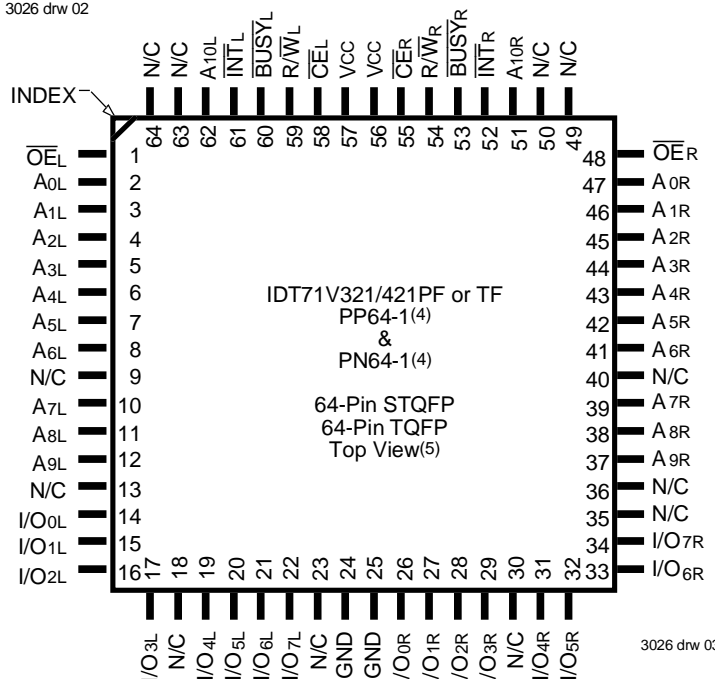 3026 drw 02
INDEX
N/C
N/C
A10L
INTL
BUSYL
R/WL
CEL
VCC
VCC
CER
R/WR
BUSYR
INTR
A10R
N/C
N/C
64
63
62
61
60
59
58
57
56
55
54
53
52
51
50
49
OEL 1
A0L 2
A1L 3
A2L 4
A3L 5
A4L 6
A5L 7
A6L 8
N/C 9
A7L 10
A8L 11
A9L 12
N/C 13
I/O0L 14
I/O1L 15
I/O2L 16
IDT71V321/421PF or TF
PP64-1(4)
&
PN64-1(4)
64-Pin STQFP
64-Pin TQFP
Top View(5)
48 OER
47 A0R
46 A1R
45 A2R
44 A3R
43 A4R
42 A5R
41 A6R
40 N/C
39 A7R
38 A8R
37 A9R
36 N/C
35 N/C
34 I/O7R
33 I/O6R
17
18
19
20
21
22
23
24
25
26
27
28
29
30
31
32
I/O3L
N/C
I/O4L
I/O5L
I/O6L
I/O7L
N/C
GND
GND
I/O0R
I/O1R
I/O2R
I/O3R
N/C
I/O4R
I/O5R
3026 drw 03